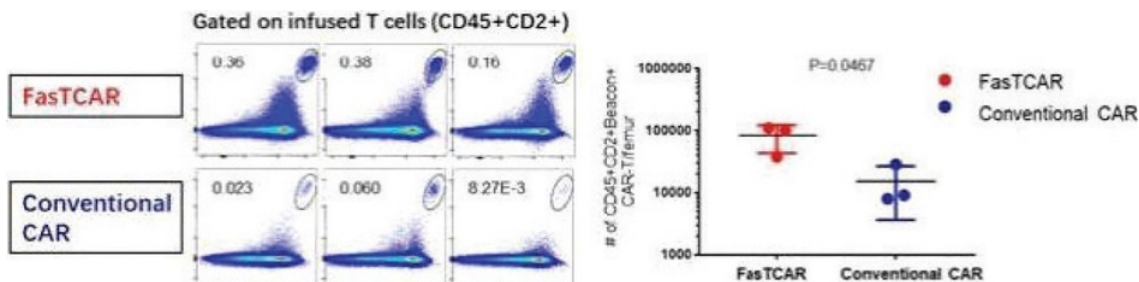 Gated on infused T cells (CD45+CD2+)
FasTCAR
0.36
0.38
0.16
Conventional
CAR
0.023
0.060
8.27E-3
# of CD45+CD2+Beacon+
CAR-T/femur
1000000
100000
10000
1000
P=0.0467
FasTCAR
Conventional CAR
FasTCAR
Conventional CAR